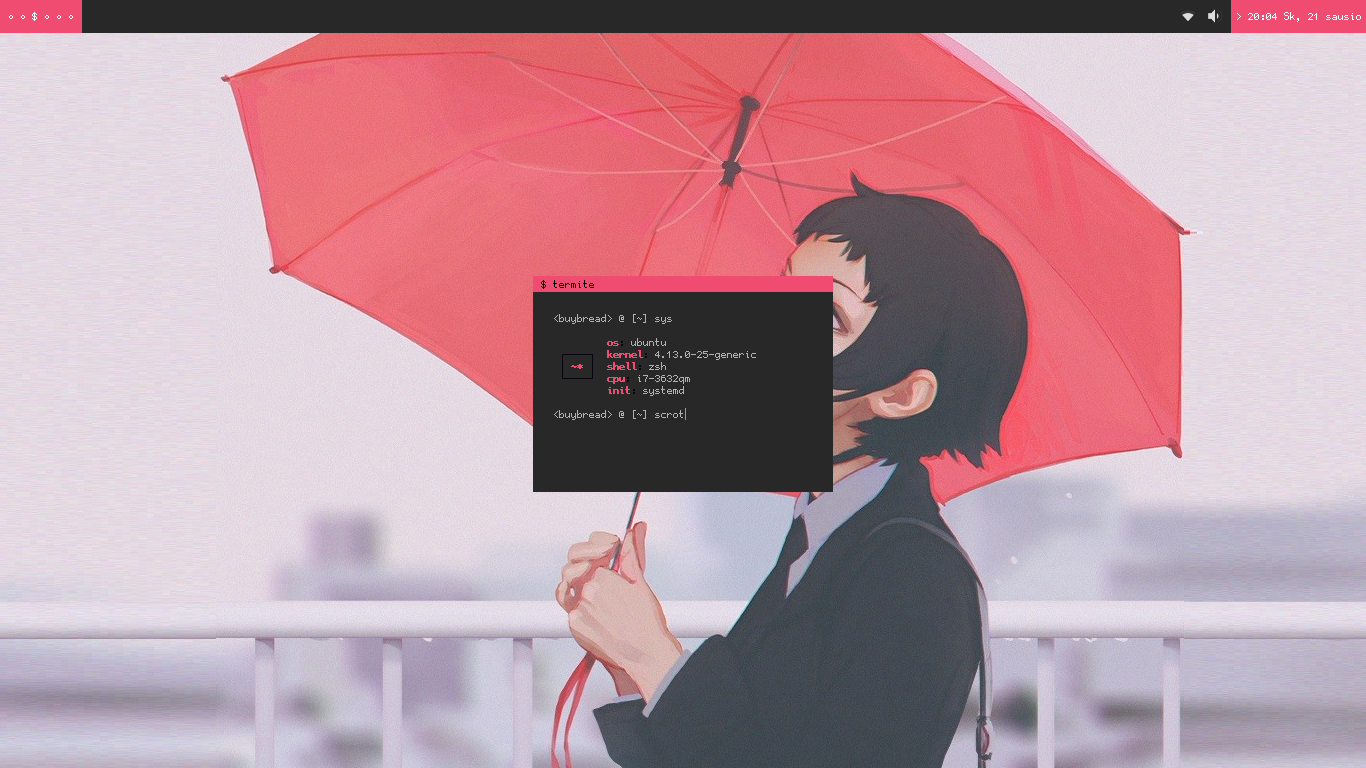 $
> 20:04 Sk, 21 sausio
$ termite
<buybread> @ [~] sys
os: ubuntu
kernel: 4.13.0-25-generic
~* shell: zsh
cpu: i7-3632qm
init: systemd
<buybread> @ [~] scrot